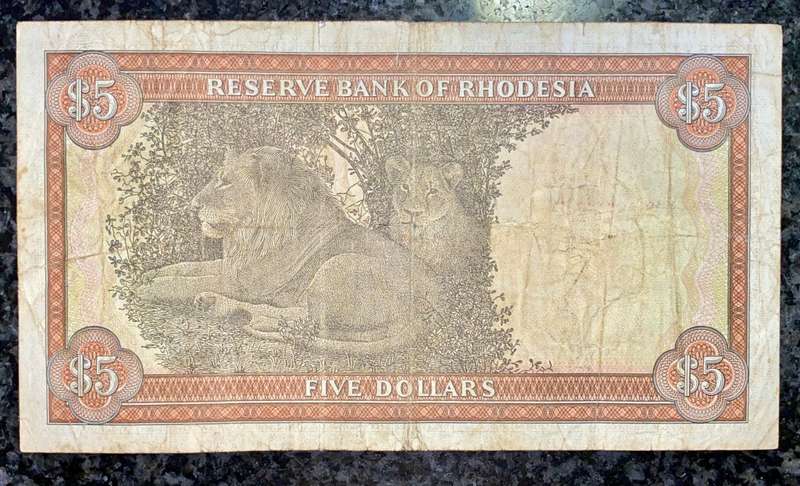 $5 RESERVE BANK OF RHODESIA $5
$5 FIVE DOLLARS $5